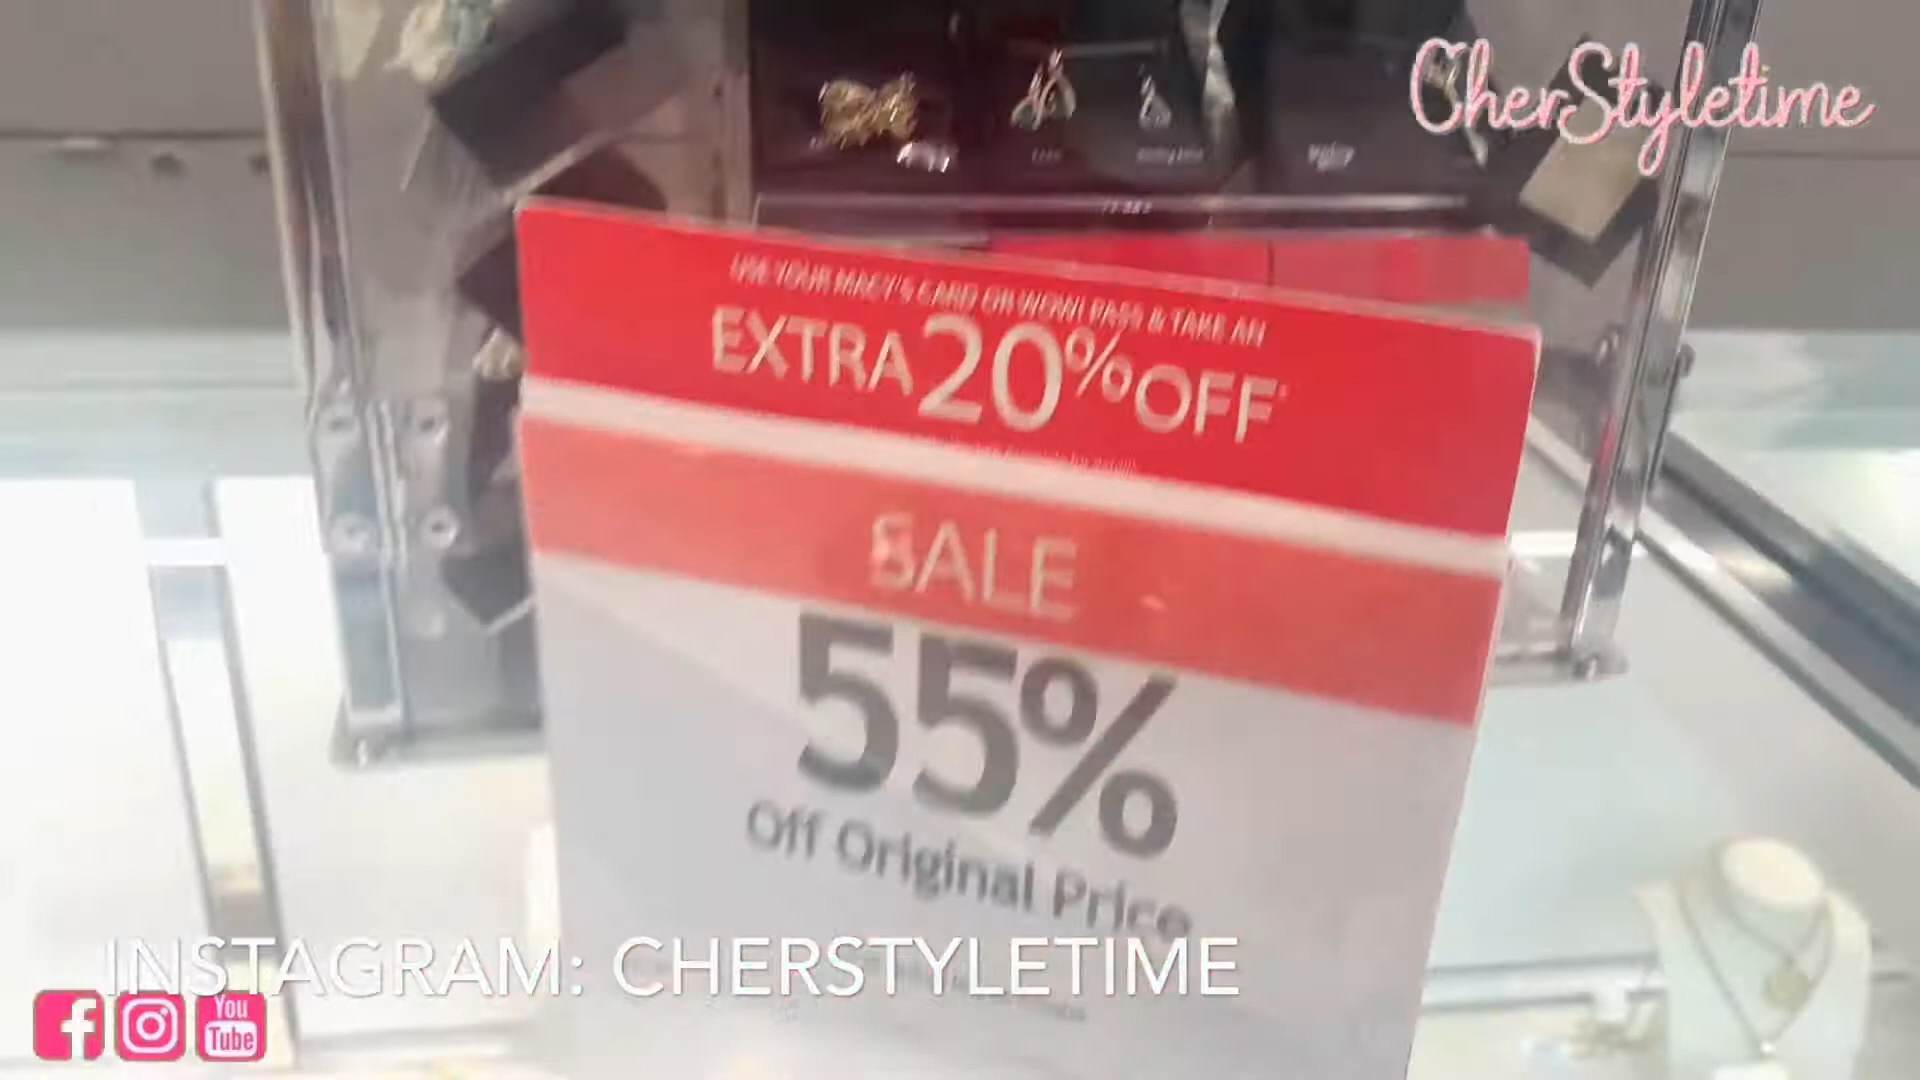 CherStyletime
USE YOUR MACY'S CARD OR WOW! PASS & TAKE AN
EXTRA 20% OFF*
SALE
55%
Off Original Price
INSTAGRAM: CHERSTYLETIME
f
You
Tube